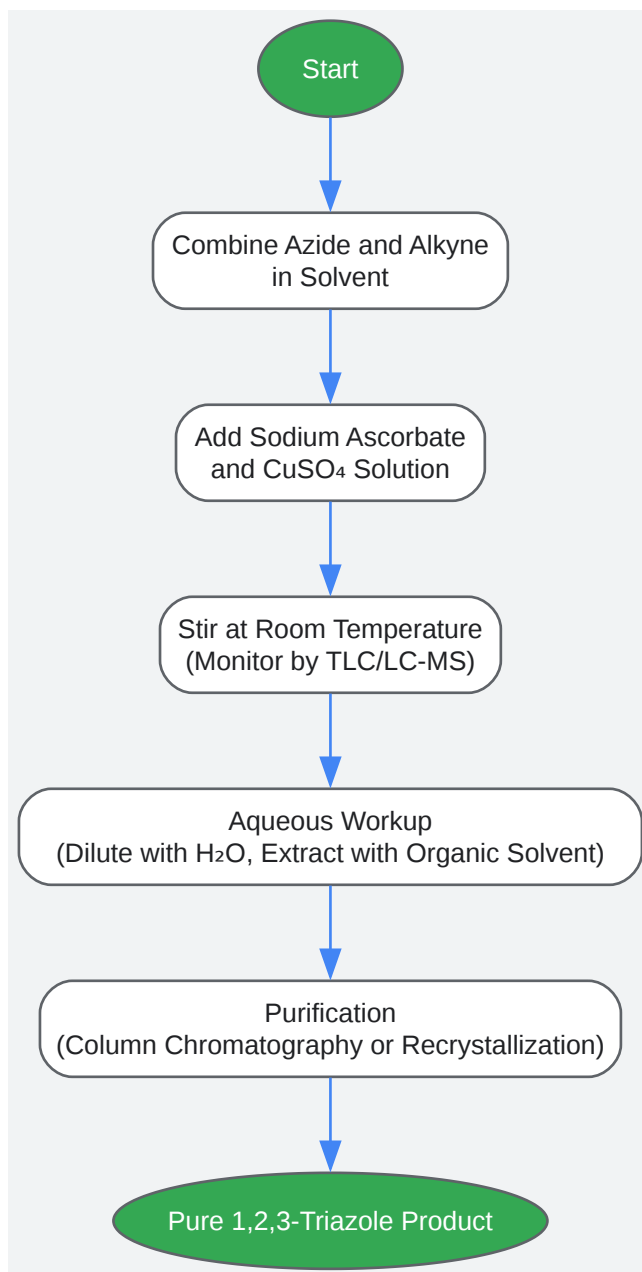 Start
Combine Azide and Alkyne
in Solvent
Add Sodium Ascorbate
and CuSO₄ Solution
Stir at Room Temperature
(Monitor by TLC/LC-MS)
Aqueous Workup
(Dilute with H₂O, Extract with Organic Solvent)
Purification
(Column Chromatography or Recrystallization)
Pure 1,2,3-Triazole Product